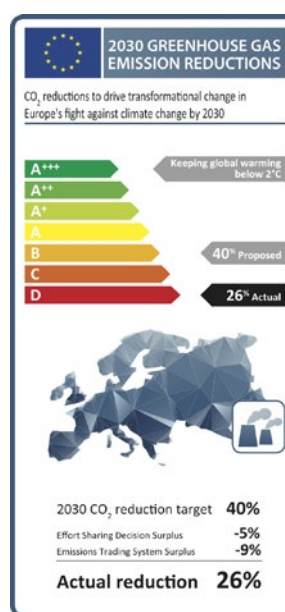 2030 GREENHOUSE GAS
EMISSION REDUCTIONS
CO₂ reductions to drive transformational change in
Europe's fight against climate change by 2030
A+++
Keeping global warming
below 2°C
A++
A+
A
B
40% Proposed
C
D
26% Actual
2030 CO₂ reduction target 40%
Effort Sharing Decision Surplus -5%
Emissions Trading System Surplus -9%
Actual reduction 26%